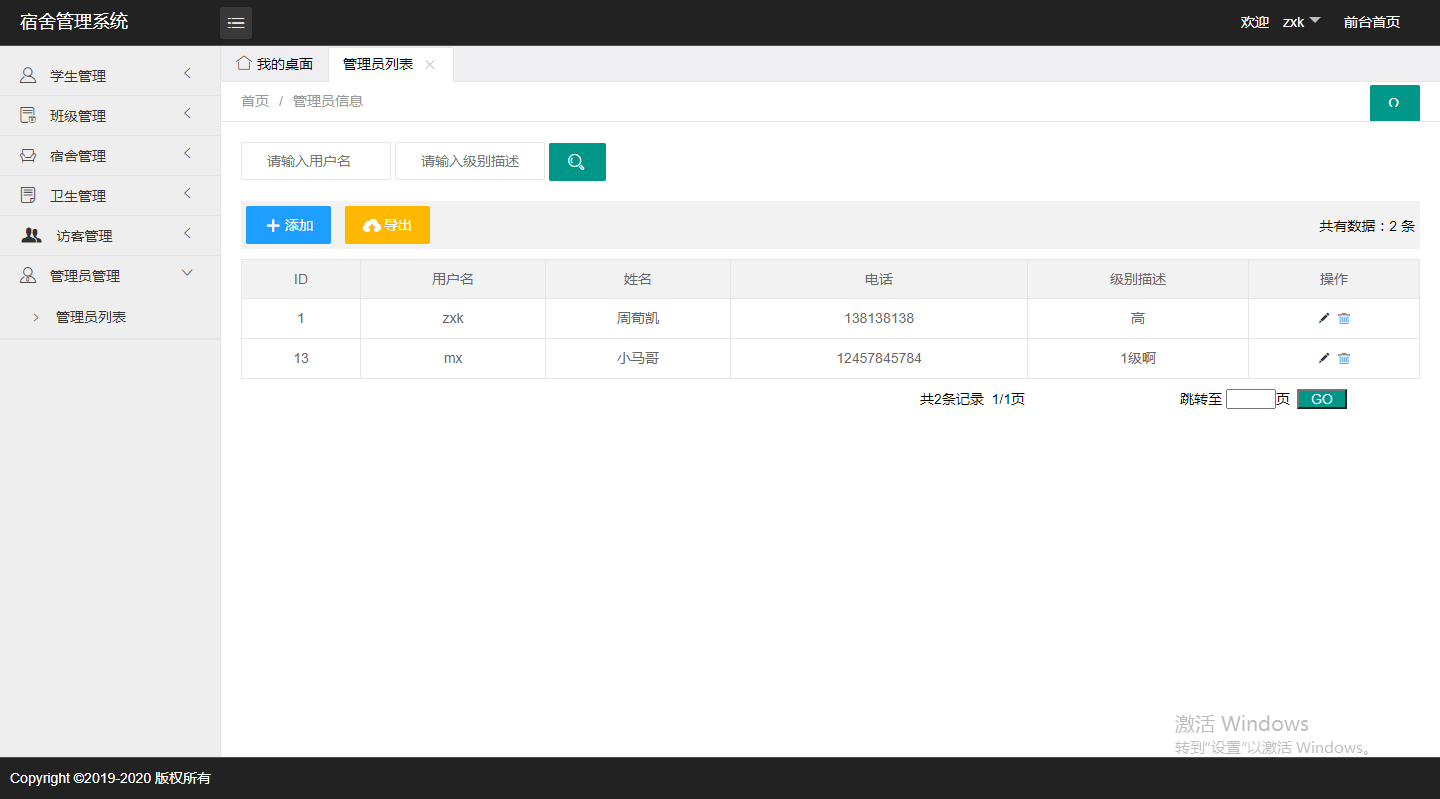 宿舍管理系统
欢迎 zxk 前台首页
学生管理
班级管理
宿舍管理
卫生管理
访客管理
管理员管理
管理员列表
我的桌面 管理员列表
首页 / 管理员信息
请输入用户名 请输入级别描述
添加 导出 共有数据：2 条
ID 用户名 姓名 电话 级别描述 操作
1 zxk 周荀凯 138138138 高
13 mx 小马哥 12457845784 1级啊
共2条记录 1/1页 跳转至 页 GO
激活 Windows
转到"设置"以激活 Windows。
Copyright ©2019-2020 版权所有